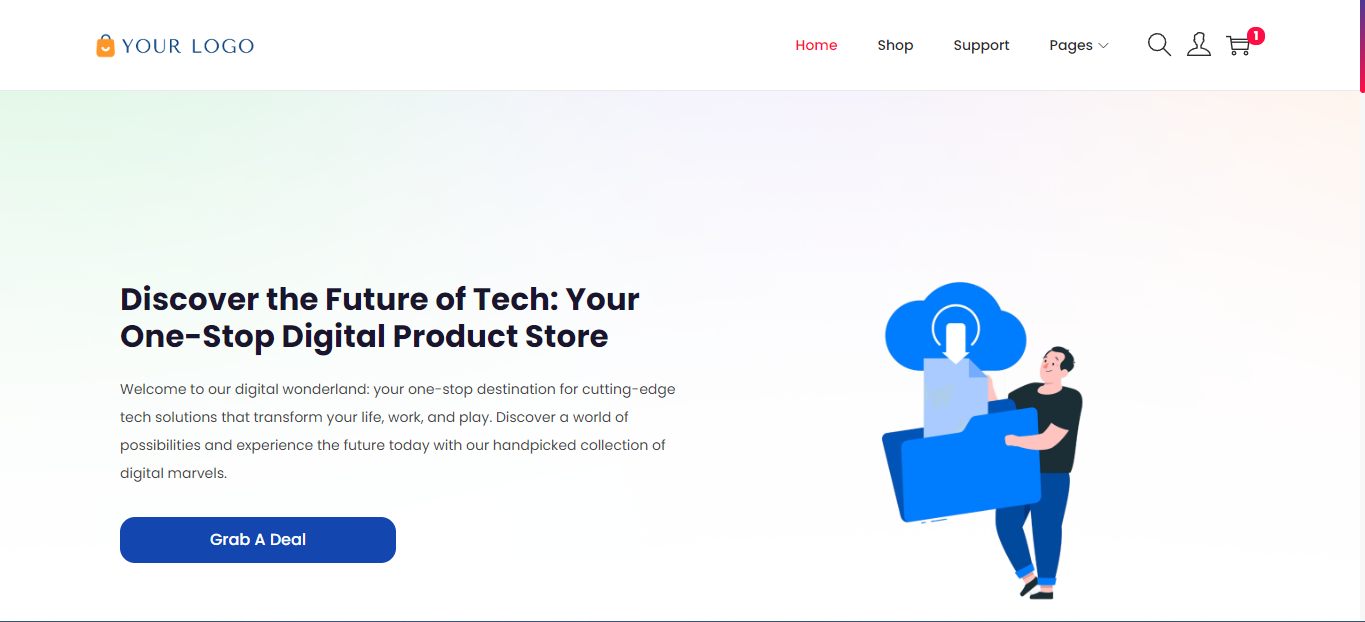 YOUR LOGO
Home
Shop
Support
Pages
1
Discover the Future of Tech: Your
One-Stop Digital Product Store
Welcome to our digital wonderland: your one-stop destination for cutting-edge
tech solutions that transform your life, work, and play. Discover a world of
possibilities and experience the future today with our handpicked collection of
digital marvels.
Grab A Deal